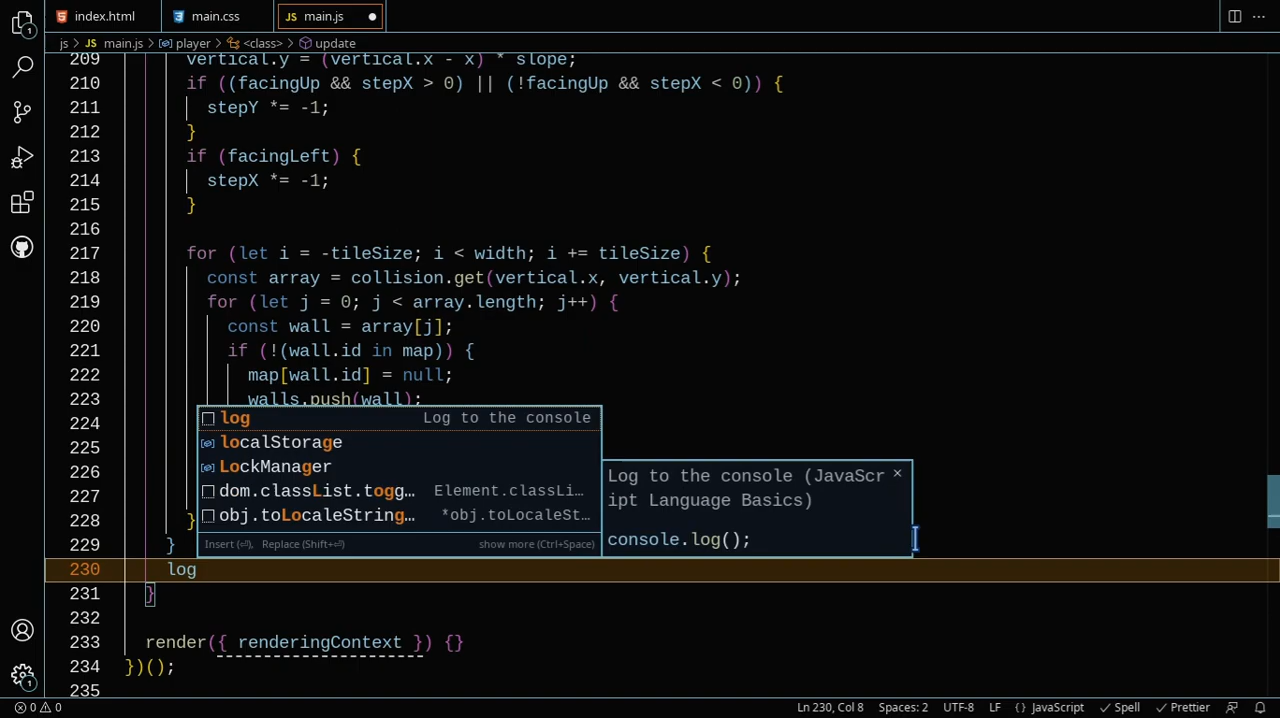 index.html main.css JS main.js
js > JS main.js > player > <class> > update
209 vertical.y = (vertical.x - x) * slope;
210 if ((facingUp && stepX > 0) || (!facingUp && stepX < 0)) {
211 stepY *= -1;
212 }
213 if (facingLeft) {
214 stepX *= -1;
215 }
216
217 for (let i = -tileSize; i < width; i += tileSize) {
218 const array = collision.get(vertical.x, vertical.y);
219 for (let j = 0; j < array.length; j++) {
220 const wall = array[j];
221 if (!(wall.id in map)) {
222 map[wall.id] = null;
223 walls.push(wall);
224 log Log to the console
225 localStorage
226 LockManager
Log to the console (JavaScr
227 dom.classList.togg… Element.classLi…
ipt Language Basics)
228 } obj.toLocaleString… *obj.toLocaleSt…
229 } Insert (⏎), Replace (Shift+⏎) show more (Ctrl+Space)
console.log();
230 log
231 }
232
233 render({ renderingContext }) {}
234 })();
235
0 0 Ln 230, Col 8 Spaces: 2 UTF-8 LF {} JavaScript Spell Prettier